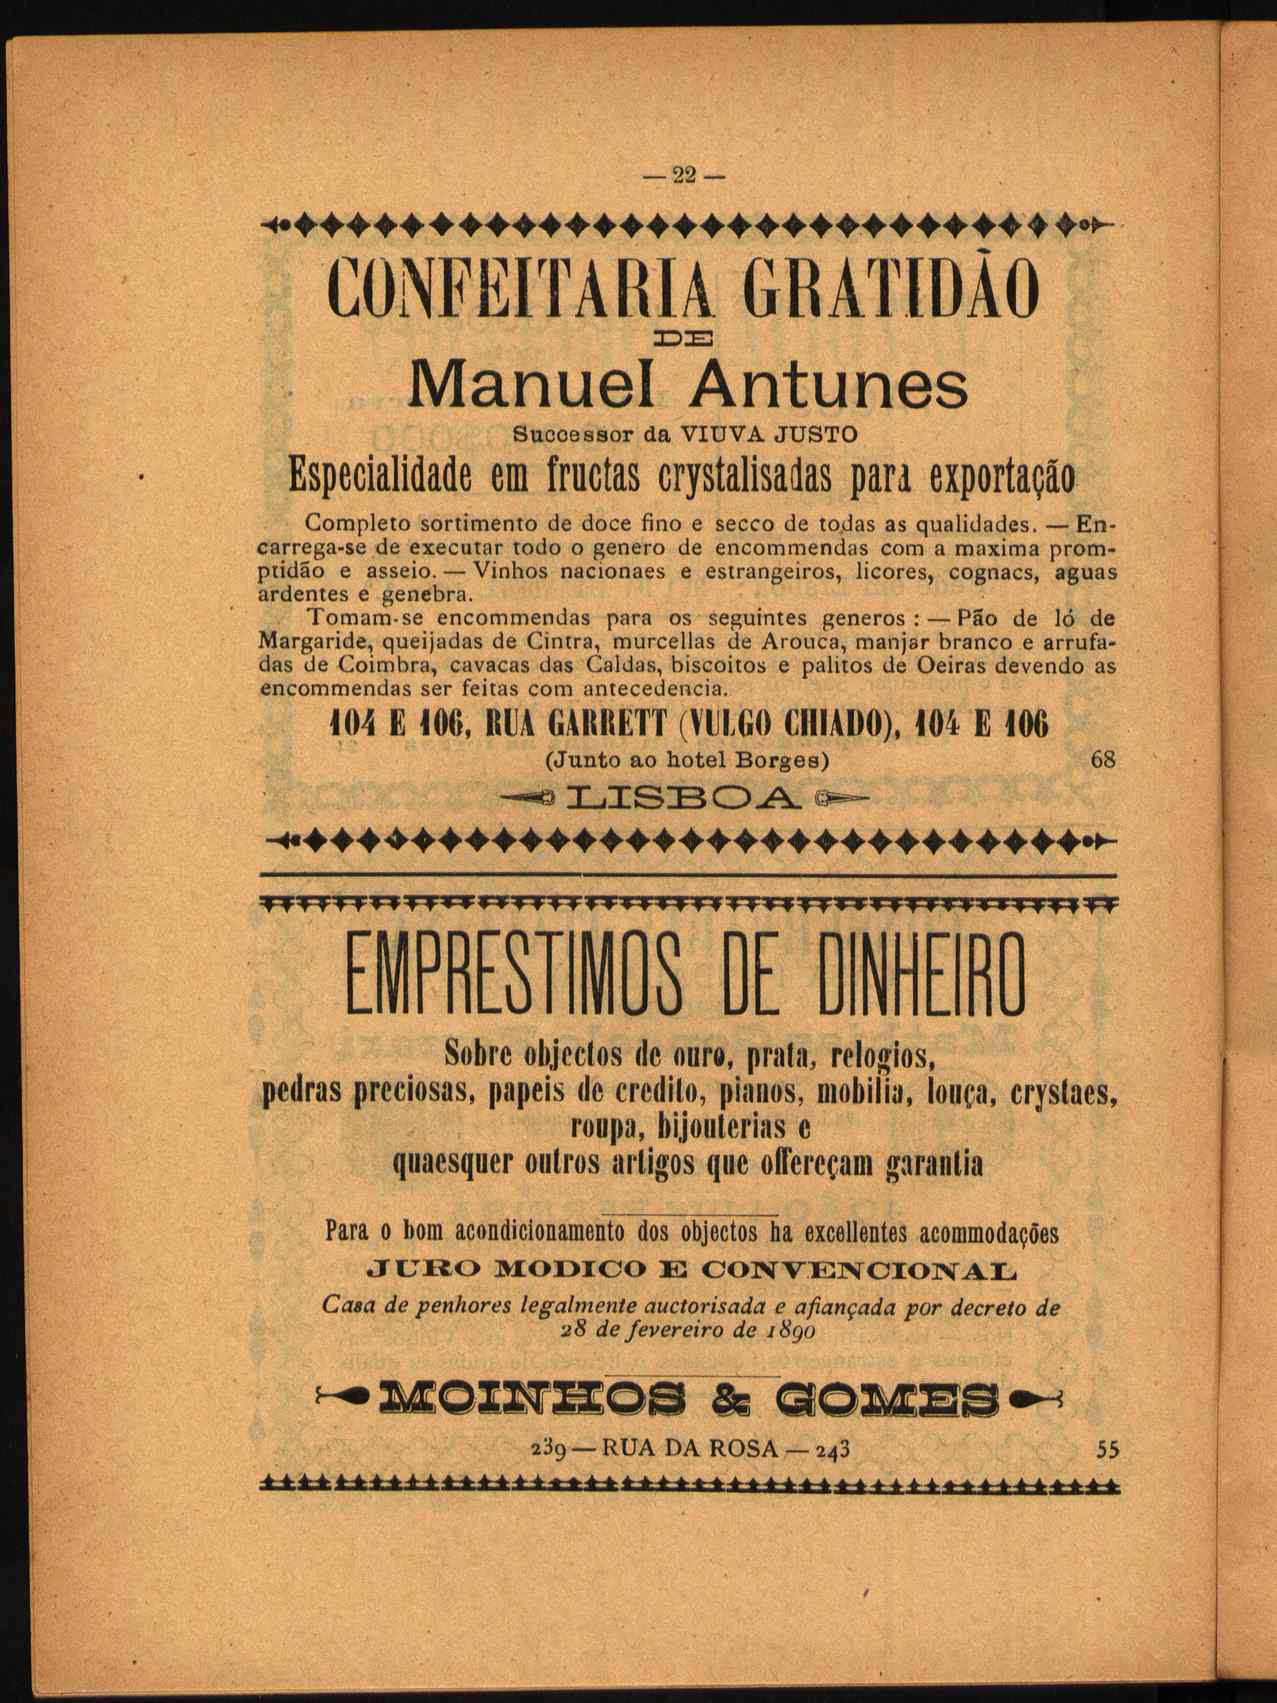 — 22 —
CONFEITARIA GRATIDÃO
DE
Manuel Antunes
Successor da VIUVA JUSTO
Especialidade em fructas crystalisadas para exportação
Completo sortimento de doce fino e secco de todas as qualidades. — En-
carrega-se de executar todo o genero de encommendas com a maxima prom-
ptidão e asseio. — Vinhos nacionaes e estrangeiros, licores, cognacs, aguas
ardentes e genebra.
Tomam-se encommendas para os seguintes generos : — Pão de ló de
Margaride, queijadas de Cintra, murcellas de Arouca, manjar branco e arrufa-
das de Coimbra, cavacas das Caldas, biscoitos e palitos de Oeiras devendo as
encommendas ser feitas com antecedencia.
104 E 106, RUA GARRETT (VULGO CHIADO), 104 E 106
(Junto ao hotel Borges) 68
LISBOA
EMPRESTIMOS DE DINHEIRO
Sobre objectos de ouro, prata, relogios,
pedras preciosas, papeis de credito, pianos, mobilia, louça, crystaes,
roupa, bijouterias e
quaesquer outros artigos que offereçam garantia
Para o bom acondicionamento dos objectos ha excellentes acommodações
JURO MODICO E CONVENCIONAL
Casa de penhores legalmente auctorisada e afiançada por decreto de
28 de fevereiro de 1890
MOINHOS & GOMES
239 — RUA DA ROSA — 243 55